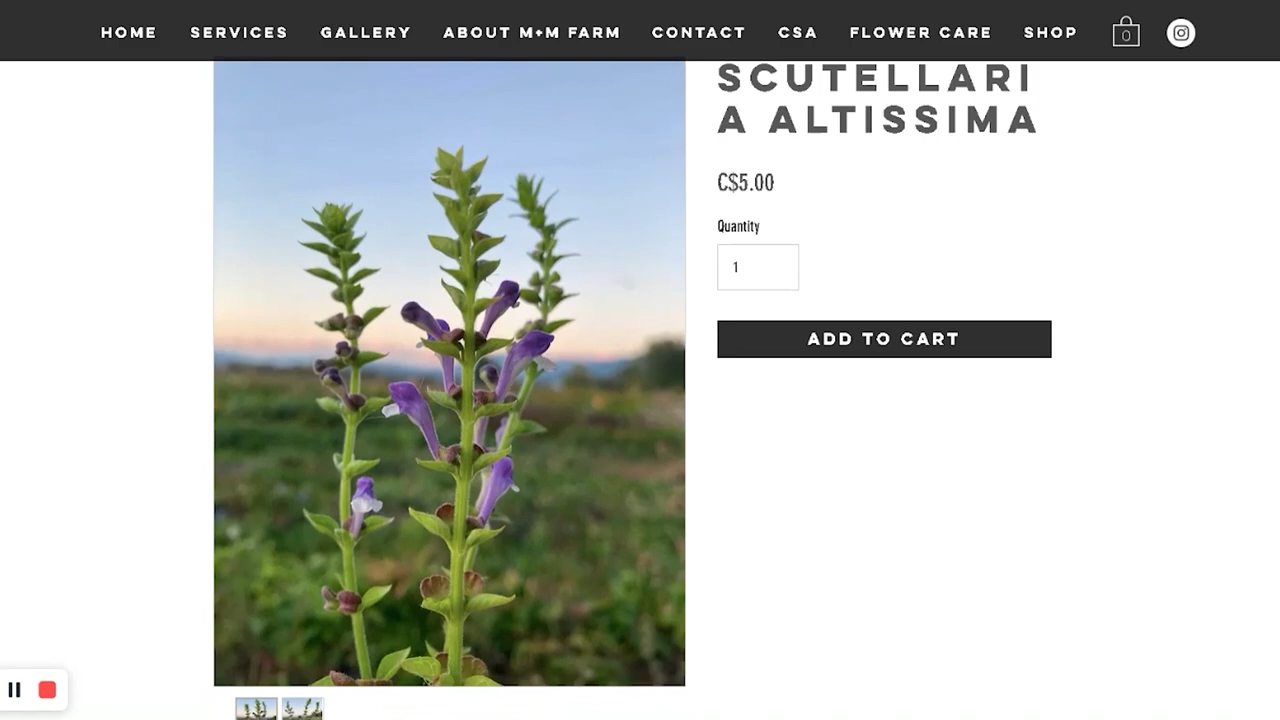 HOME SERVICES GALLERY ABOUT M+M FARM CONTACT CSA FLOWER CARE SHOP 0
SCUTELLARI
A ALTISSIMA
C$5.00
Quantity
1
ADD TO CART